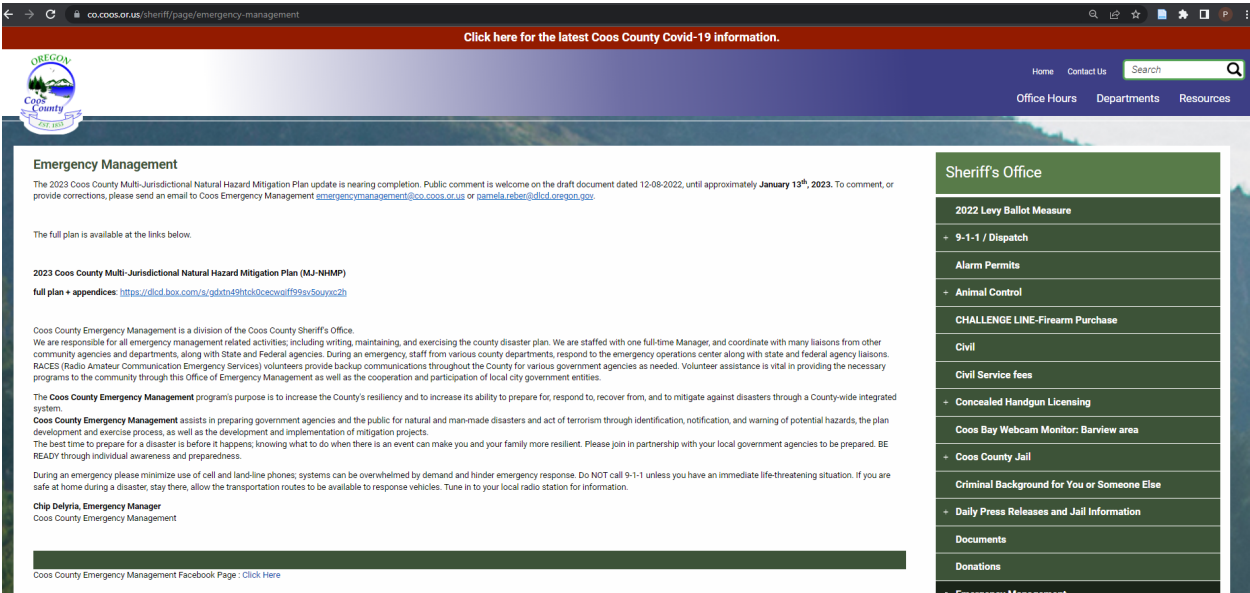 co.coos.or.us/sheriff/page/emergency-management
P
Click here for the latest Coos County Covid-19 information.
OREGON
Coos
County
EST. 1853
Home Contact Us Search
Office Hours Departments Resources
Emergency Management
The 2023 Coos County Multi-Jurisdictional Natural Hazard Mitigation Plan update is nearing completion. Public comment is welcome on the draft document dated 12-08-2022, until approximately January 13th, 2023. To comment, or
provide corrections, please send an email to Coos Emergency Management emergencymanagement@co.coos.or.us or pamela.reber@dlcd.oregon.gov.
The full plan is available at the links below.
2023 Coos County Multi-Jurisdictional Natural Hazard Mitigation Plan (MJ-NHMP)
full plan + appendices: https://dlcd.box.com/s/gdxtn49htck0cecwqiff99sv5ouyxc2h
Coos County Emergency Management is a division of the Coos County Sheriff's Office.
We are responsible for all emergency management related activities; including writing, maintaining, and exercising the county disaster plan. We are staffed with one full-time Manager, and coordinate with many liaisons from other
community agencies and departments, along with State and Federal agencies. During an emergency, staff from various county departments, respond to the emergency operations center along with state and federal agency liaisons.
RACES (Radio Amateur Communication Emergency Services) volunteers provide backup communications throughout the County for various government agencies as needed. Volunteer assistance is vital in providing the necessary
programs to the community through this Office of Emergency Management as well as the cooperation and participation of local city government entities.
The Coos County Emergency Management program's purpose is to increase the County's resiliency and to increase its ability to prepare for, respond to, recover from, and to mitigate against disasters through a County-wide integrated
system.
Coos County Emergency Management assists in preparing government agencies and the public for natural and man-made disasters and act of terrorism through identification, notification, and warning of potential hazards, the plan
development and exercise process, as well as the development and implementation of mitigation projects.
The best time to prepare for a disaster is before it happens; knowing what to do when there is an event can make you and your family more resilient. Please join in partnership with your local government agencies to be prepared. BE
READY through individual awareness and preparedness.
During an emergency please minimize use of cell and land-line phones; systems can be overwhelmed by demand and hinder emergency response. Do NOT call 9-1-1 unless you have an immediate life-threatening situation. If you are
safe at home during a disaster, stay there, allow the transportation routes to be available to response vehicles. Tune in to your local radio station for information.
Chip Delyria, Emergency Manager
Coos County Emergency Management
Coos County Emergency Management Facebook Page : Click Here
Sheriff's Office
2022 Levy Ballot Measure
+ 9-1-1 / Dispatch
Alarm Permits
+ Animal Control
CHALLENGE LINE-Firearm Purchase
Civil
Civil Service fees
+ Concealed Handgun Licensing
Coos Bay Webcam Monitor: Barview area
+ Coos County Jail
Criminal Background for You or Someone Else
+ Daily Press Releases and Jail Information
Documents
Donations
Emergency Management